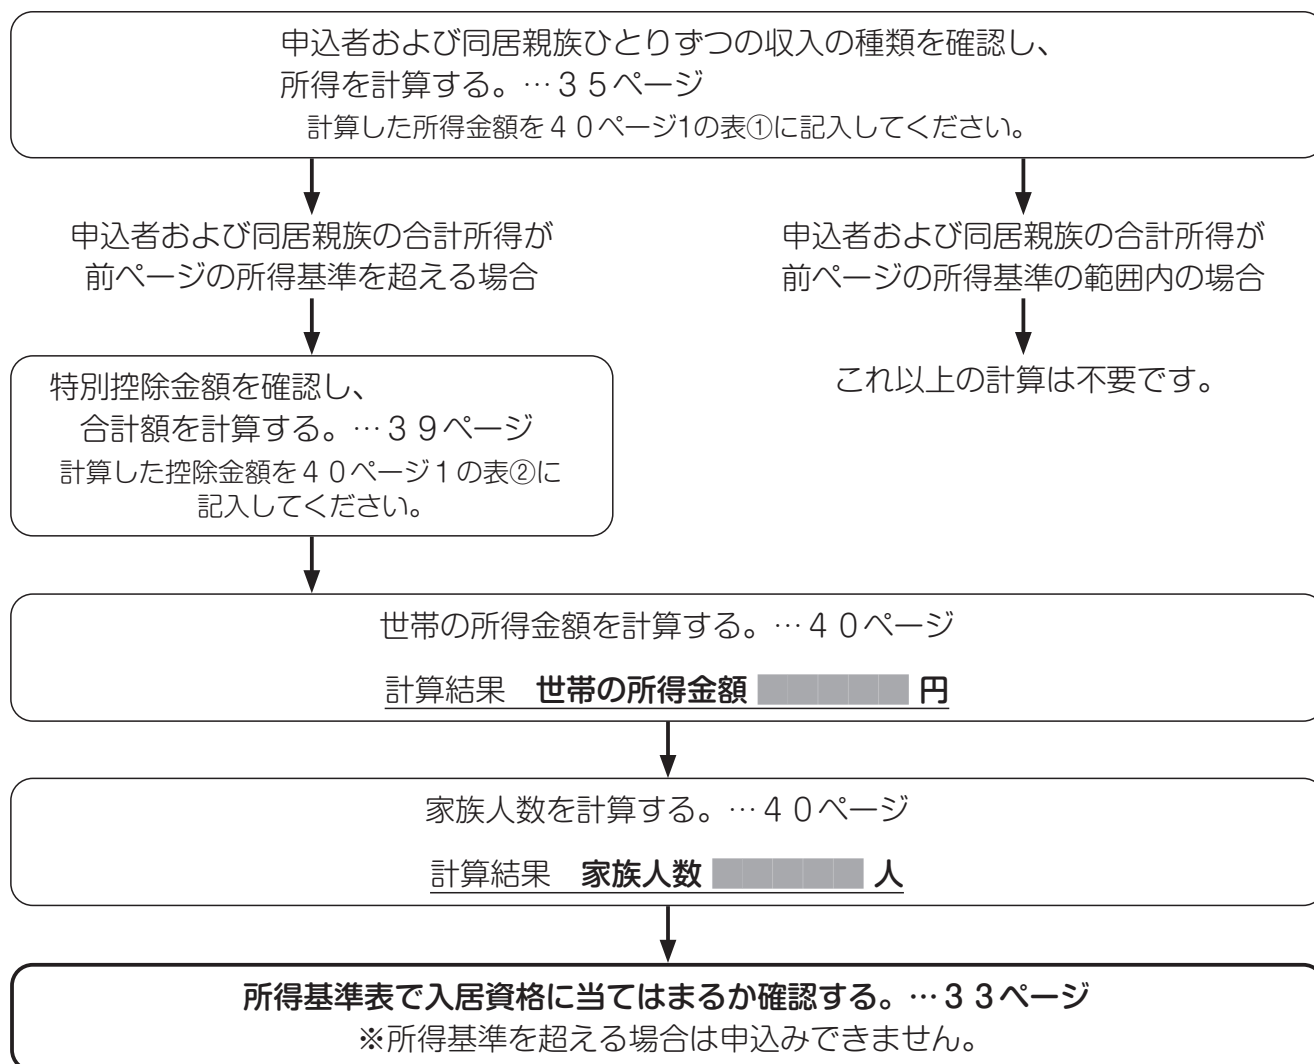 申込者および同居親族ひとりずつの収入の種類を確認し、
所得を計算する。…３５ページ
計算した所得金額を４０ページ1の表①に記入してください。
申込者および同居親族の合計所得が
前ページの所得基準を超える場合
申込者および同居親族の合計所得が
前ページの所得基準の範囲内の場合
特別控除金額を確認し、
合計額を計算する。…３９ページ
計算した控除金額を４０ページ１の表②に
記入してください。
これ以上の計算は不要です。
世帯の所得金額を計算する。…４０ページ
計算結果　世帯の所得金額 円
家族人数を計算する。…４０ページ
計算結果　家族人数 人
所得基準表で入居資格に当てはまるか確認する。…３３ページ
※所得基準を超える場合は申込みできません。